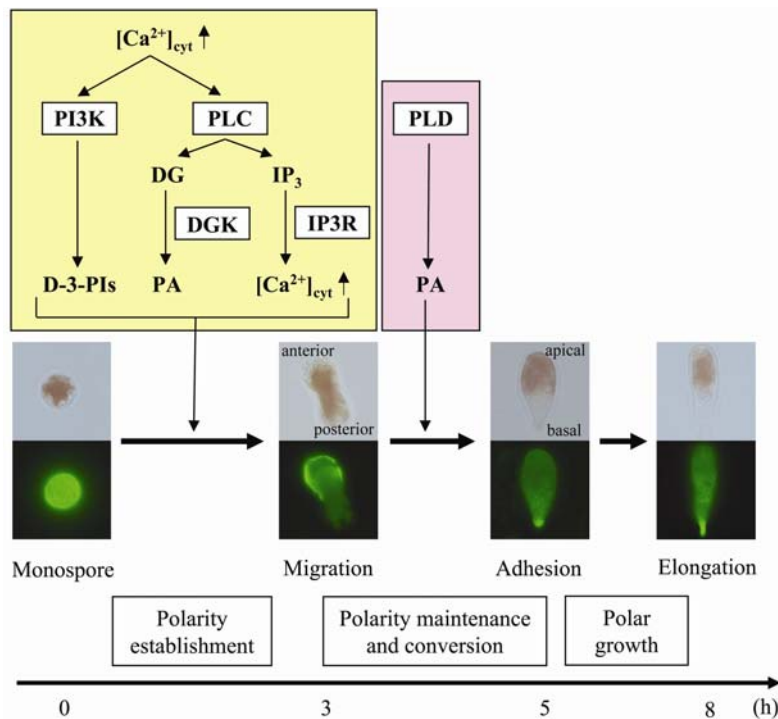 [Ca²⁺]cyt
PI3K PLC PLD
DG IP₃
DGK IP3R
D-3-PIs PA [Ca²⁺]cyt PA
anterior apical
posterior basal
Monospore Migration Adhesion Elongation
Polarity establishment
Polarity maintenance and conversion
Polar growth
0 3 5 8 (h)